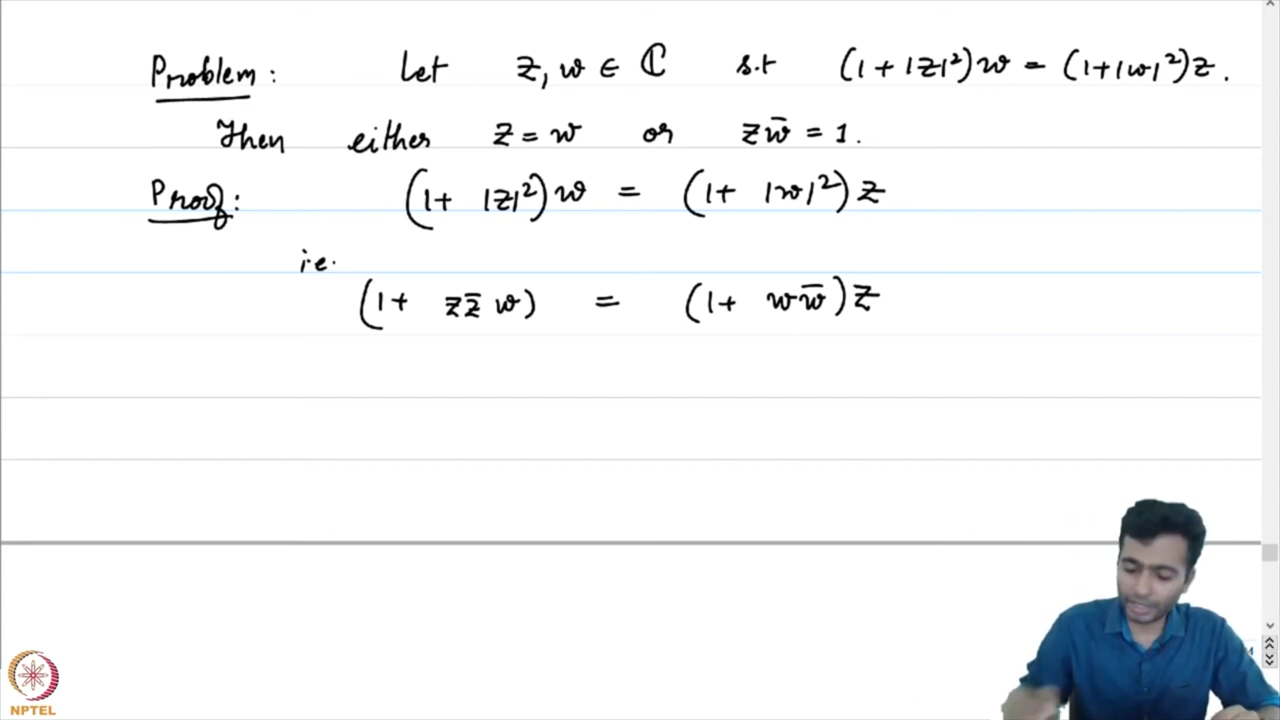 Problem : Let z, w ∈ ℂ s.t (1+|z|²)w = (1+|w|²)z.
Then either z = w or zw̄ = 1.
Proof : (1+ |z|²)w = (1+ |w|²)z
i.e.
(1+ zz̄ w) = (1+ ww̄)z
4
NPTEL